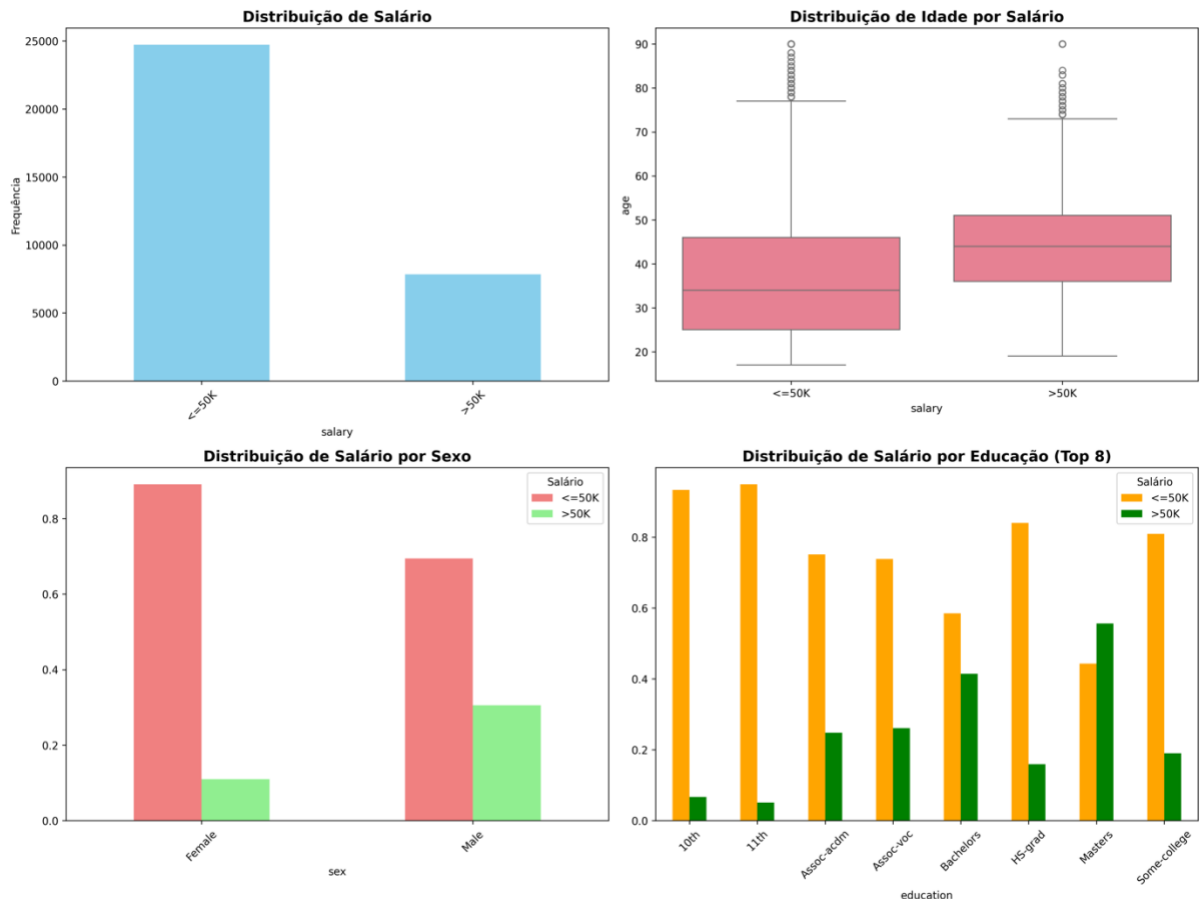 Distribuição de Salário
25000
20000
15000
10000
5000
0
Frequência
<=50K
>50K
salary
Distribuição de Idade por Salário
90
80
70
60
50
40
30
20
age
<=50K
>50K
salary
Distribuição de Salário por Sexo
Salário
<=50K
>50K
0.8
0.6
0.4
0.2
0.0
Female
Male
sex
Distribuição de Salário por Educação (Top 8)
Salário
<=50K
>50K
0.8
0.6
0.4
0.2
0.0
10th
11th
Assoc-acdm
Assoc-voc
Bachelors
HS-grad
Masters
Some-college
education